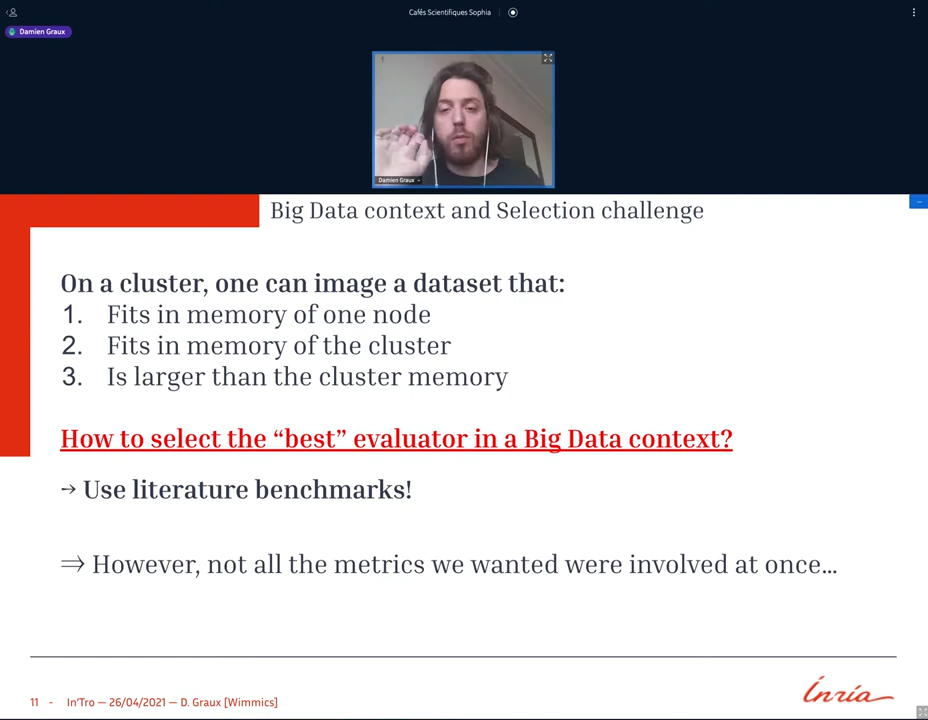 Cafés Scientifiques Sophia
Damien Graux
Damien Graux
Big Data context and Selection challenge
On a cluster, one can image a dataset that:
1. Fits in memory of one node
2. Fits in memory of the cluster
3. Is larger than the cluster memory
How to select the “best” evaluator in a Big Data context?
→ Use literature benchmarks!
⇒ However, not all the metrics we wanted were involved at once...
11 - In'Tro — 26/04/2021 — D. Graux [Wimmics]
Inria